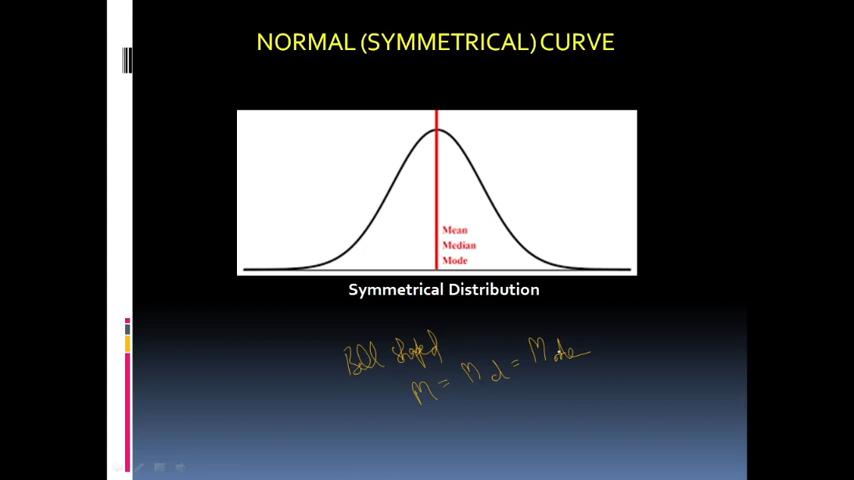 NORMAL (SYMMETRICAL) CURVE
Mean
Median
Mode
Symmetrical Distribution
Bell shaped
M = Md = Mode